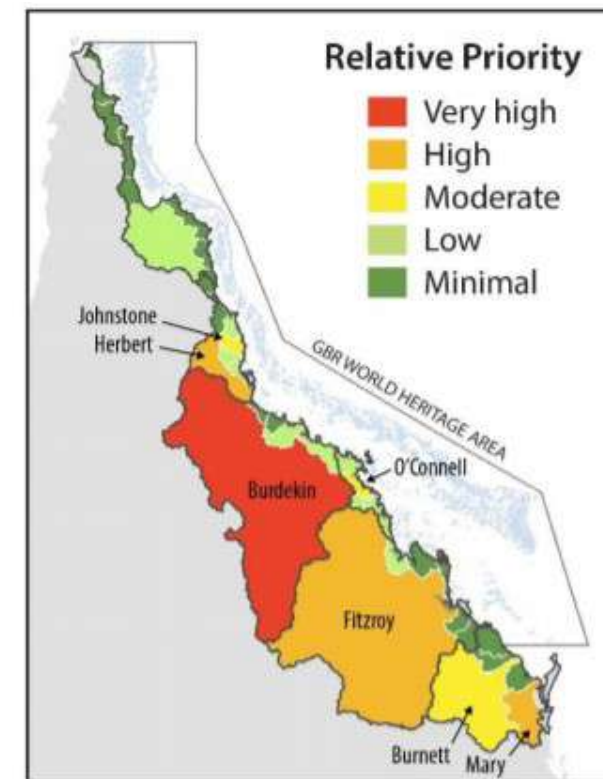 Relative Priority
Very high
High
Moderate
Low
Minimal
Johnstone
Herbert
GBR WORLD HERITAGE AREA
O'Connell
Burdekin
Fitzroy
Burnett
Mary